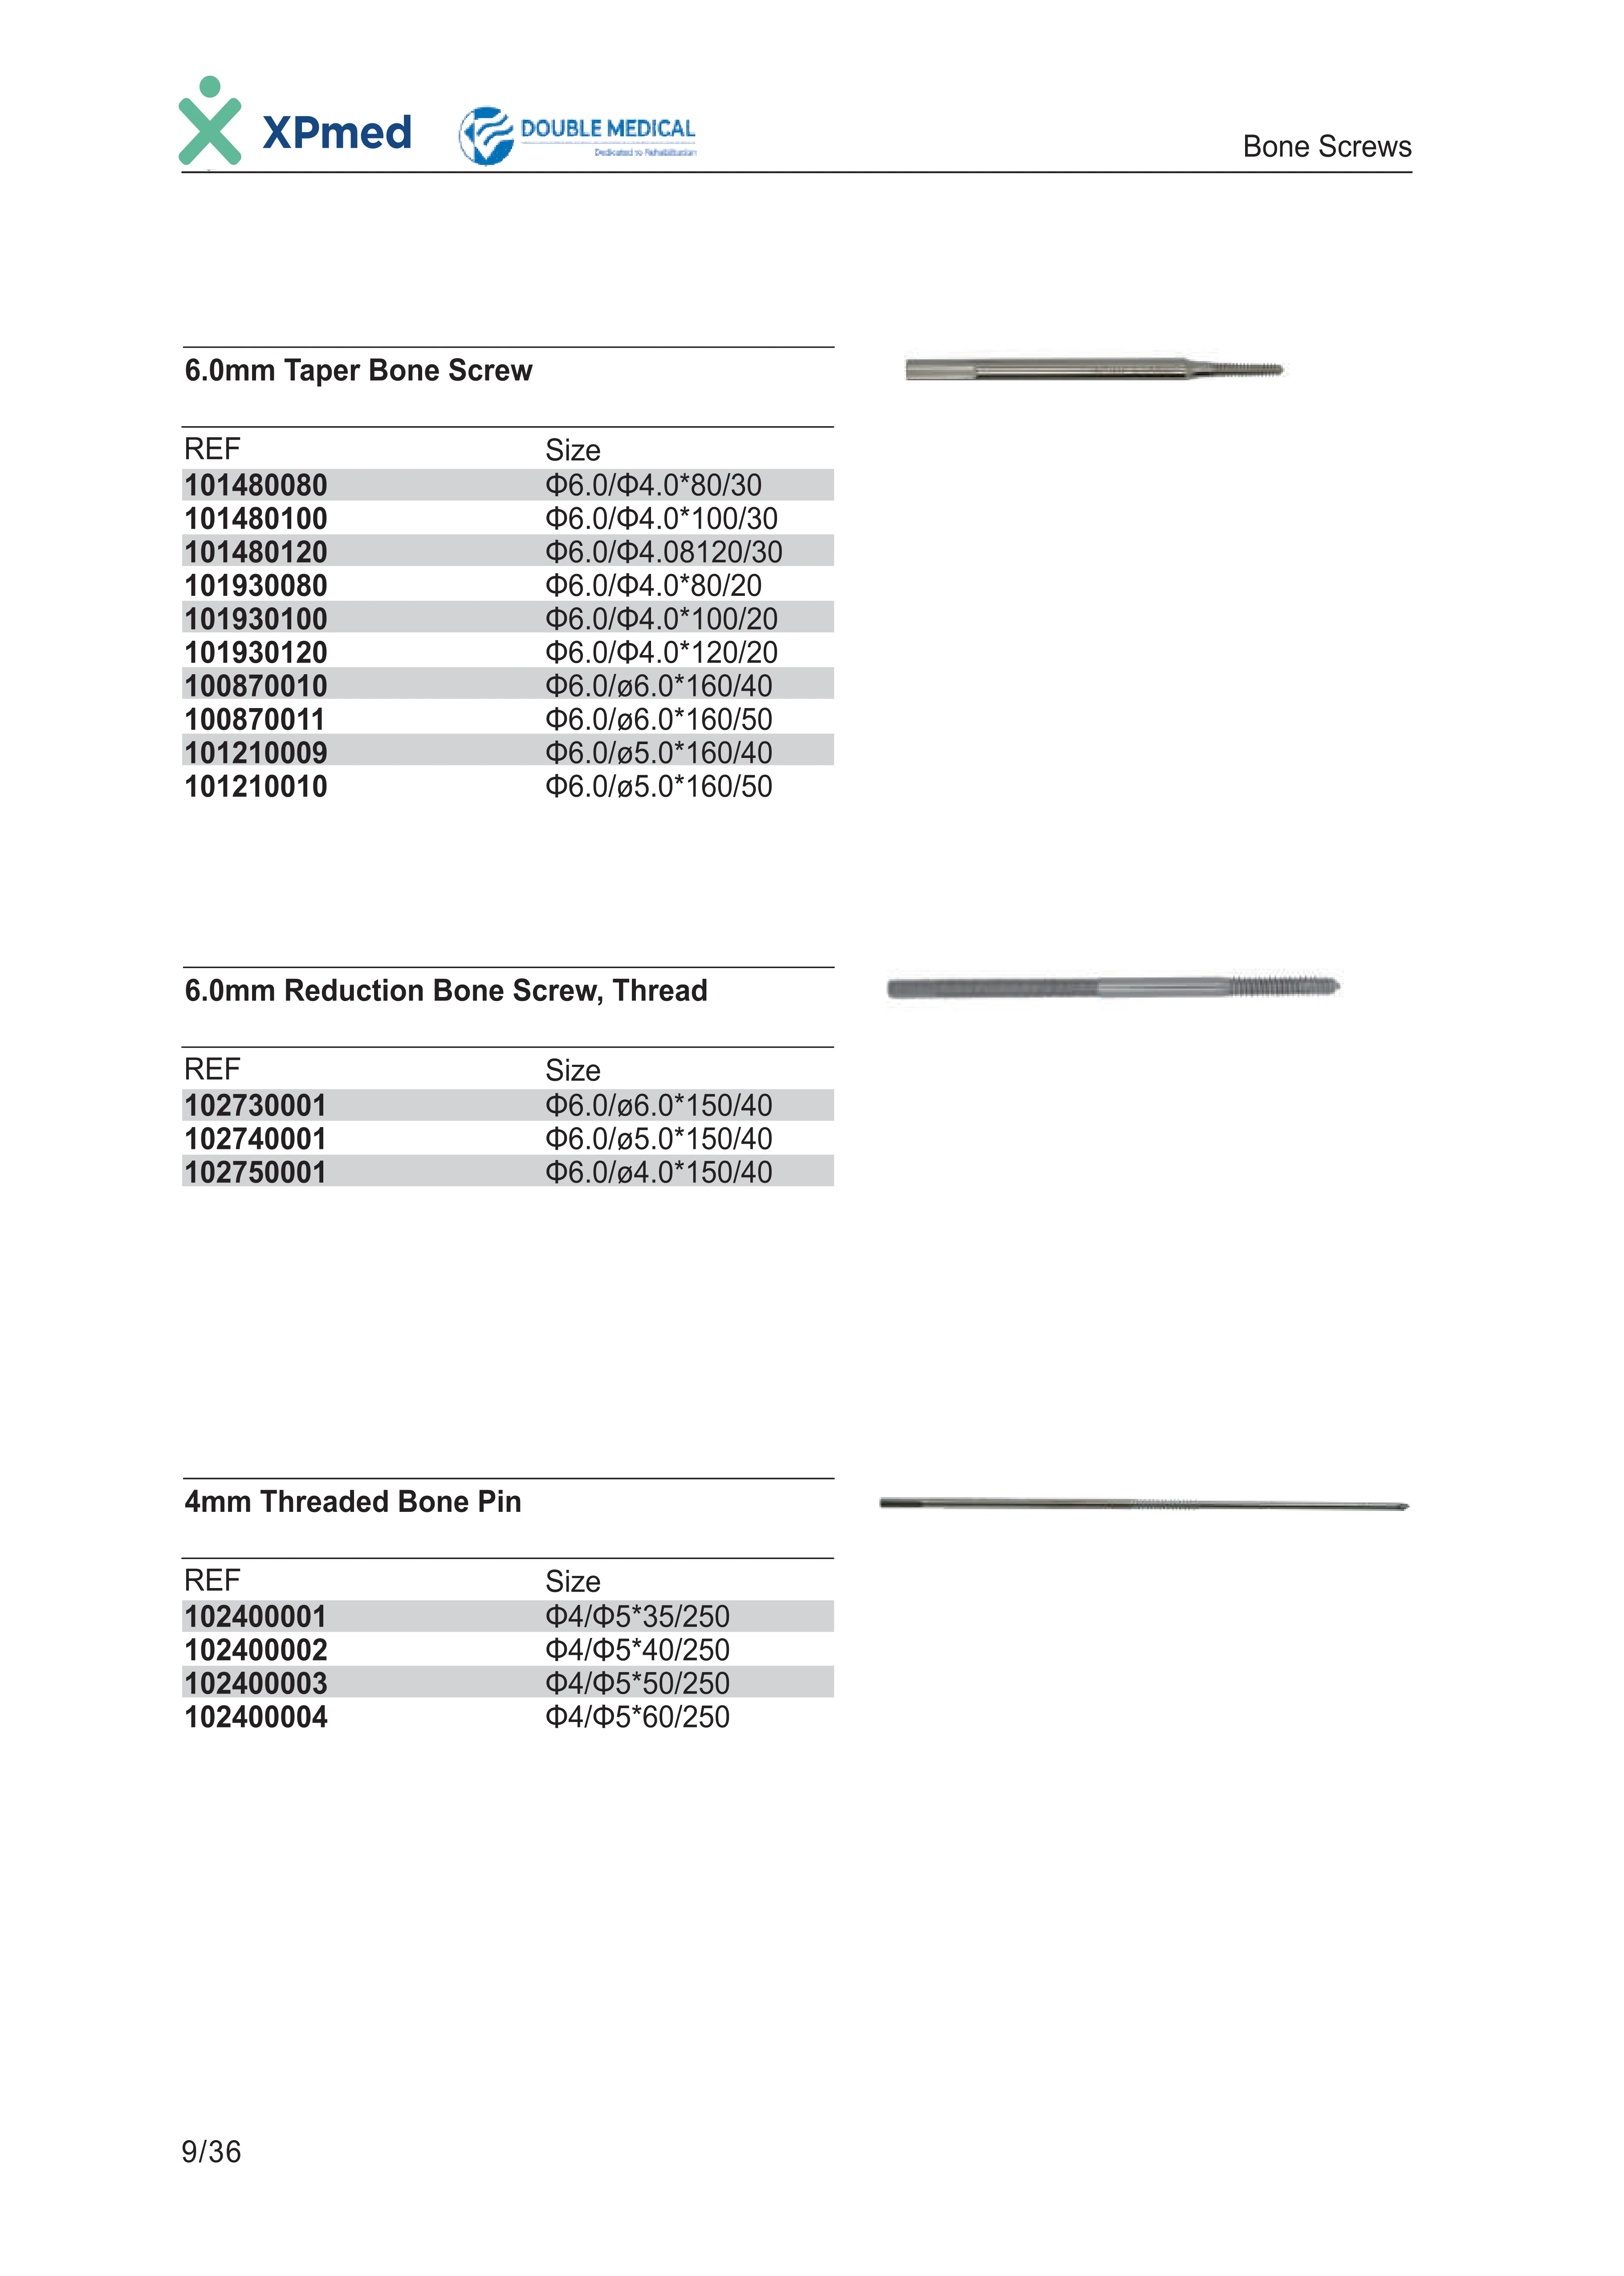 XPmed
DOUBLE MEDICAL
Dedicated to Rehabilitation
Bone Screws
6.0mm Taper Bone Screw
REF Size
101480080 Φ6.0/Φ4.0*80/30
101480100 Φ6.0/Φ4.0*100/30
101480120 Φ6.0/Φ4.08120/30
101930080 Φ6.0/Φ4.0*80/20
101930100 Φ6.0/Φ4.0*100/20
101930120 Φ6.0/Φ4.0*120/20
100870010 Φ6.0/ø6.0*160/40
100870011 Φ6.0/ø6.0*160/50
101210009 Φ6.0/ø5.0*160/40
101210010 Φ6.0/ø5.0*160/50
6.0mm Reduction Bone Screw, Thread
REF Size
102730001 Φ6.0/ø6.0*150/40
102740001 Φ6.0/ø5.0*150/40
102750001 Φ6.0/ø4.0*150/40
4mm Threaded Bone Pin
REF Size
102400001 Φ4/Φ5*35/250
102400002 Φ4/Φ5*40/250
102400003 Φ4/Φ5*50/250
102400004 Φ4/Φ5*60/250
9/36